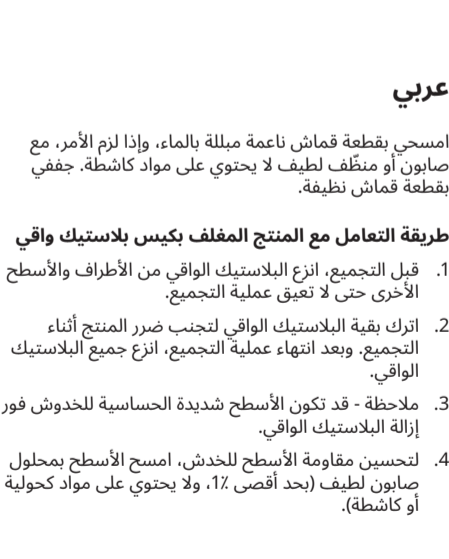 عربي
امسحي بقطعة قماش ناعمة مبللة بالماء، وإذا لزم الأمر، مع
صابون أو منظّف لطيف لا يحتوي على مواد كاشطة. جففي
بقطعة قماش نظيفة.
طريقة التعامل مع المنتج المغلف بكيس بلاستيك واقي
1. قبل التجميع، انزع البلاستيك الواقي من الأطراف والأسطح
الأخرى حتى لا تعيق عملية التجميع.
2. اترك بقية البلاستيك الواقي لتجنب ضرر المنتج أثناء
التجميع. وبعد انتهاء عملية التجميع، انزع جميع البلاستيك
الواقي.
3. ملاحظة - قد تكون الأسطح شديدة الحساسية للخدوش فور
إزالة البلاستيك الواقي.
4. لتحسين مقاومة الأسطح للخدش، امسح الأسطح بمحلول
صابون لطيف (بحد أقصى 1٪، ولا يحتوي على مواد كحولية
أو كاشطة).